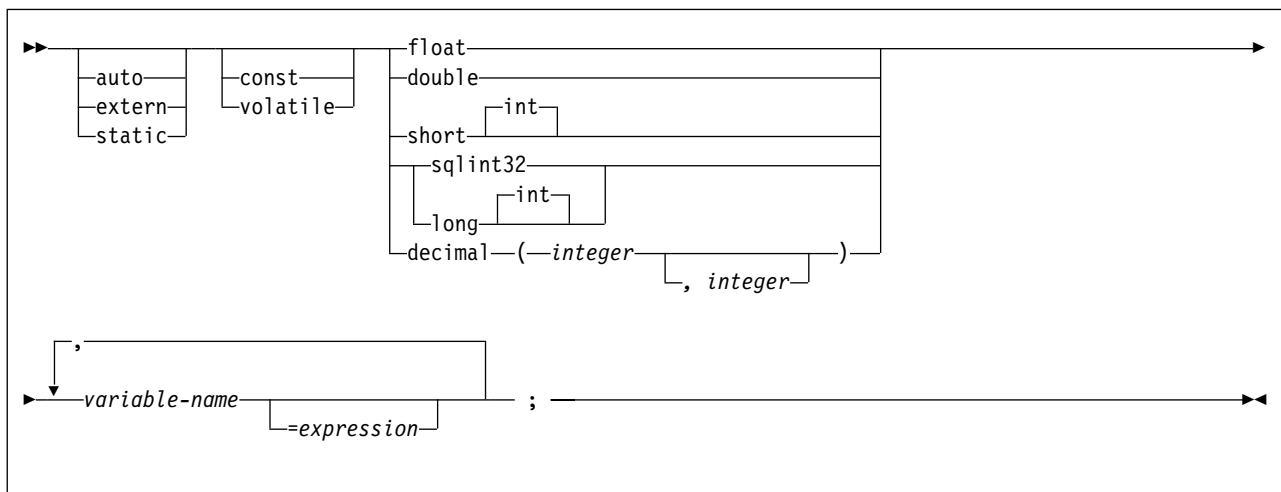 float
auto const double
extern volatile int
static short
sqlint32
int
long
decimal ( integer )
, integer
,
variable-name ;
=expression